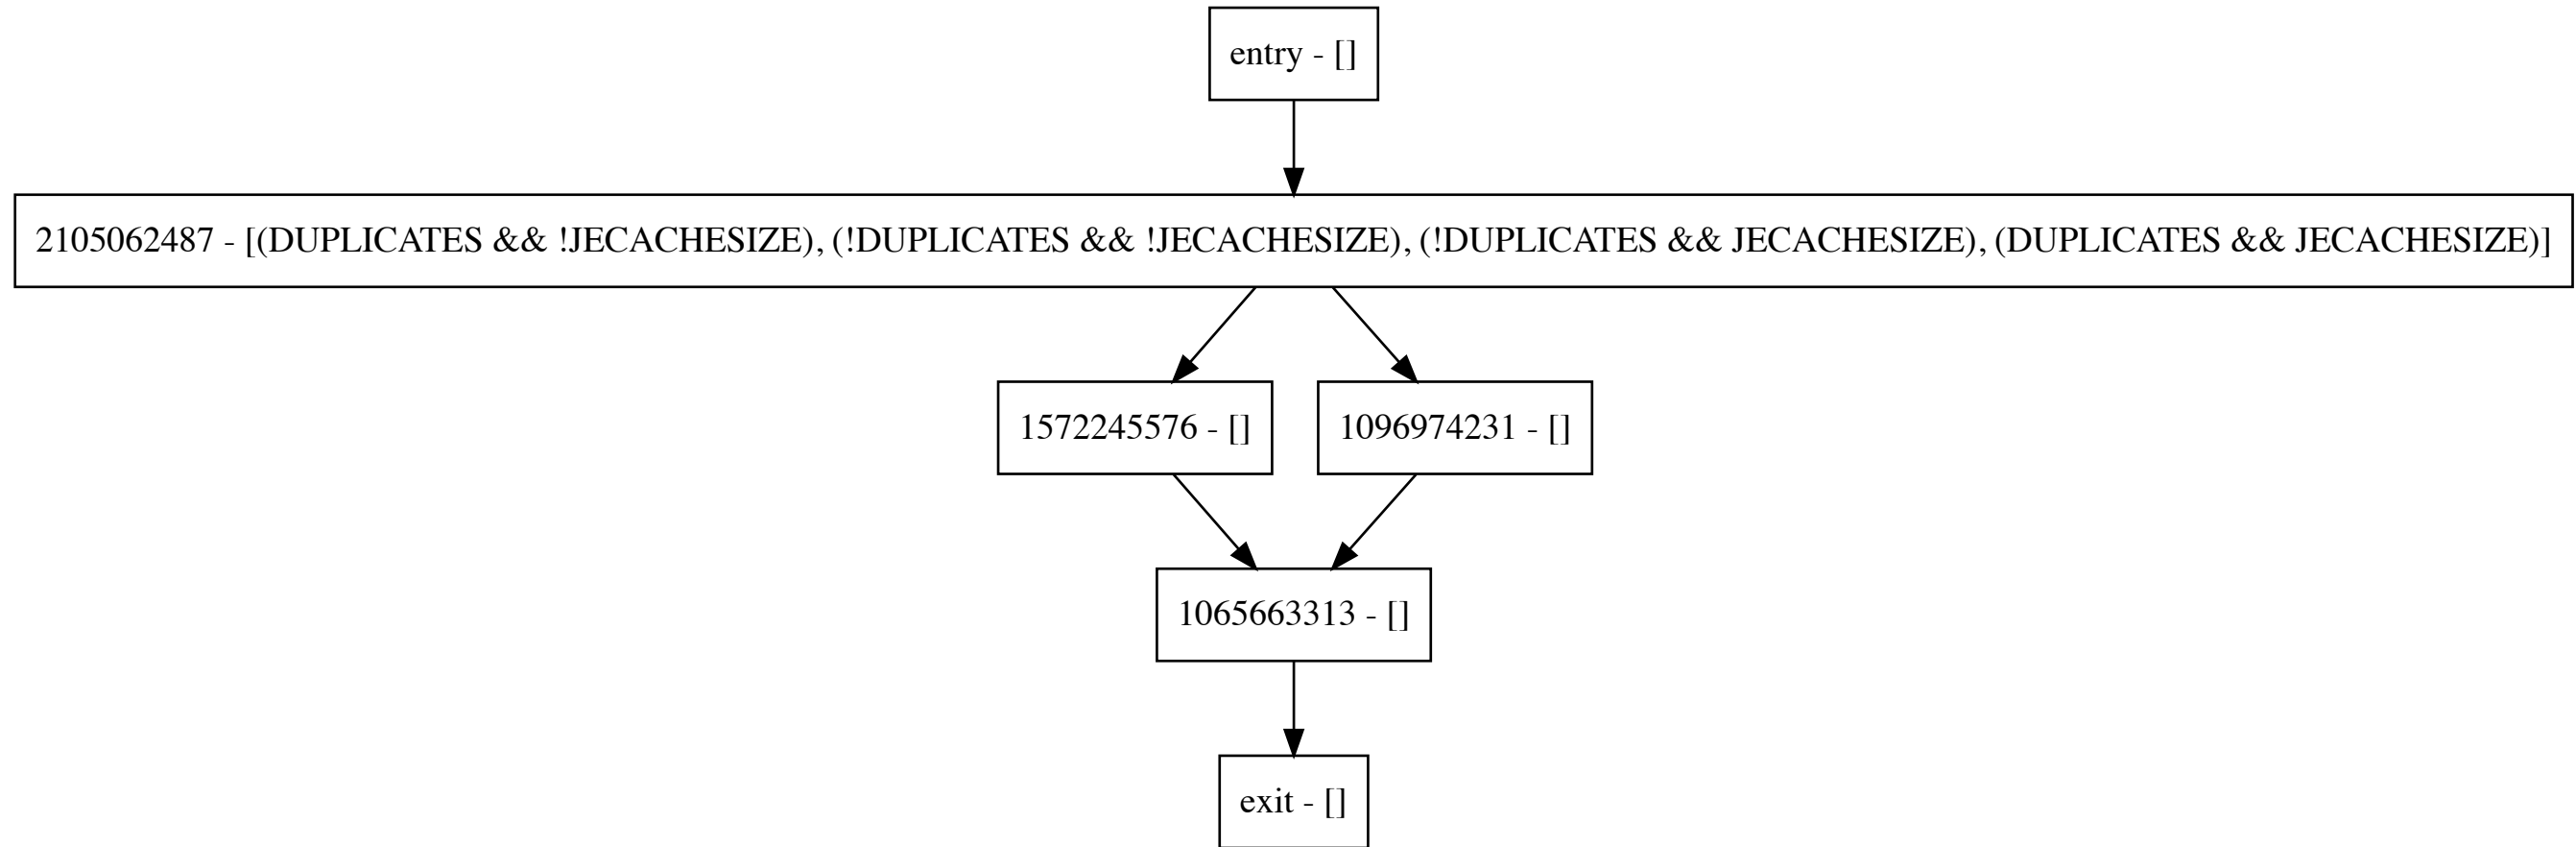 entry - []
2105062487 - [(DUPLICATES && !JECACHESIZE), (!DUPLICATES && !JECACHESIZE), (!DUPLICATES && JECACHESIZE), (DUPLICATES && JECACHESIZE)]
1572245576 - []
1096974231 - []
1065663313 - []
exit - []